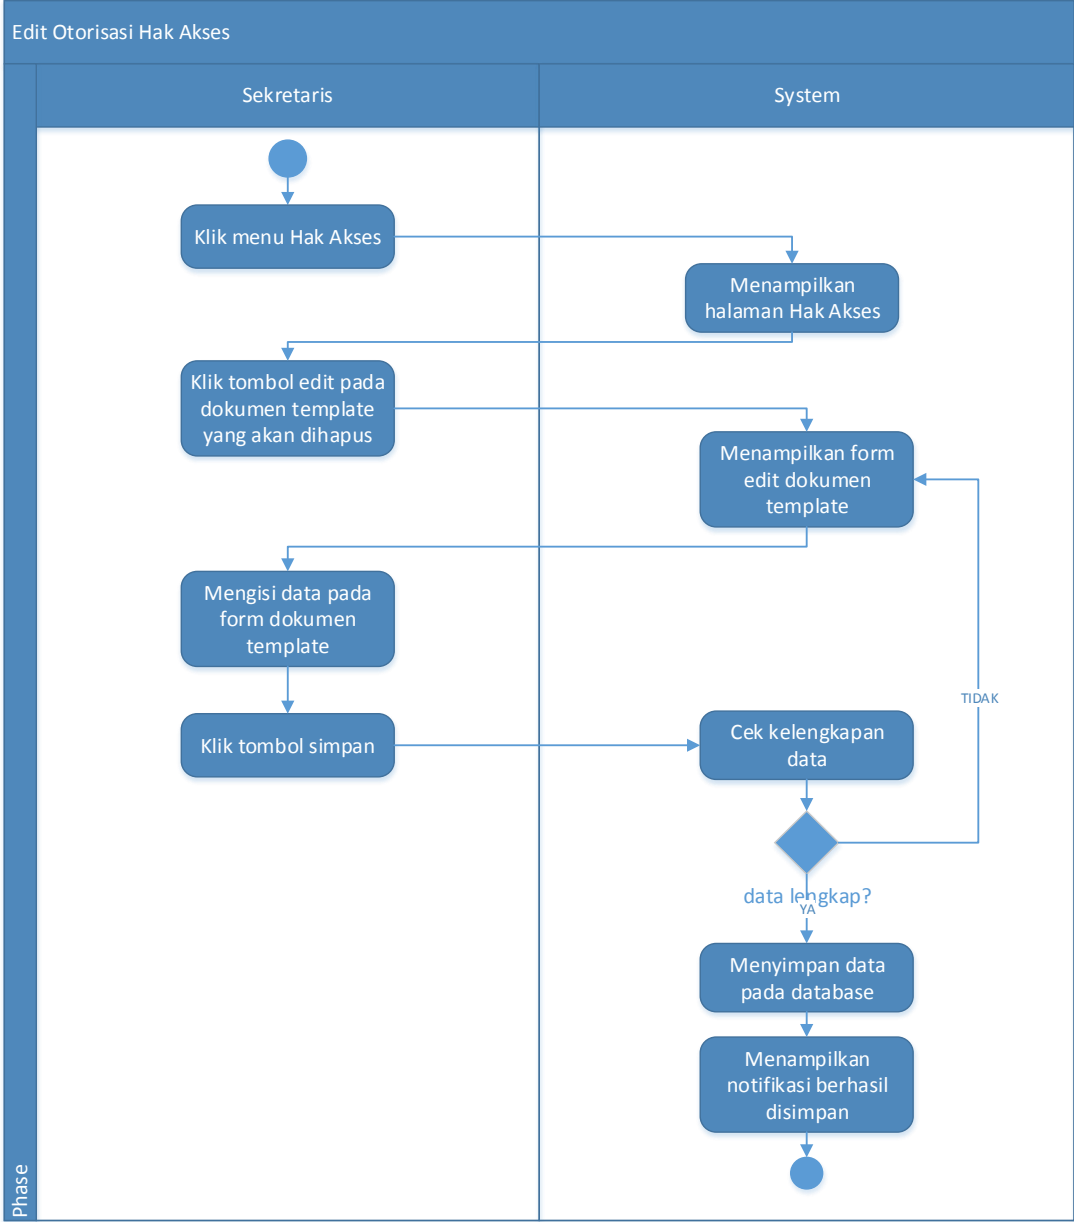 Edit Otorisasi Hak Akses
Sekretaris
System
Klik menu Hak Akses
Menampilkan
halaman Hak Akses
Klik tombol edit pada
dokumen template
yang akan dihapus
Menampilkan form
edit dokumen
template
Mengisi data pada
form dokumen
template
TIDAK
Klik tombol simpan
Cek kelengkapan
data
data lengkap?
YA
Menyimpan data
pada database
Menampilkan
notifikasi berhasil
disimpan
Phase